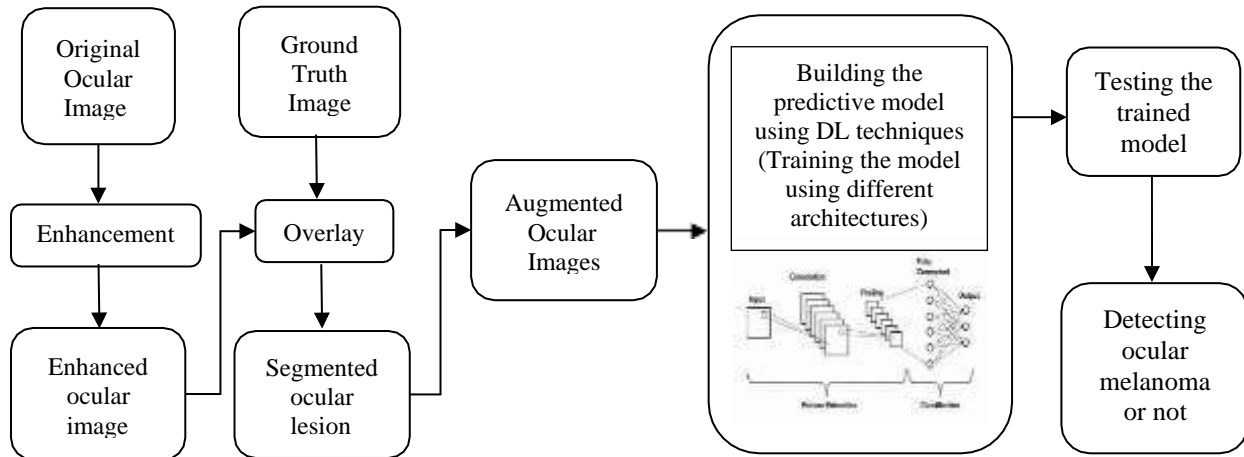 Original
Ocular
Image
Enhancement
Enhanced
ocular
image
Ground
Truth
Image
Overlay
Segmented
ocular
lesion
Augmented
Ocular
Images
Building the
predictive model
using DL techniques
(Training the model
using different
architectures)
Input
Pooling
Connected
Output
Testing the
trained
model
Detecting
ocular
melanoma
or not